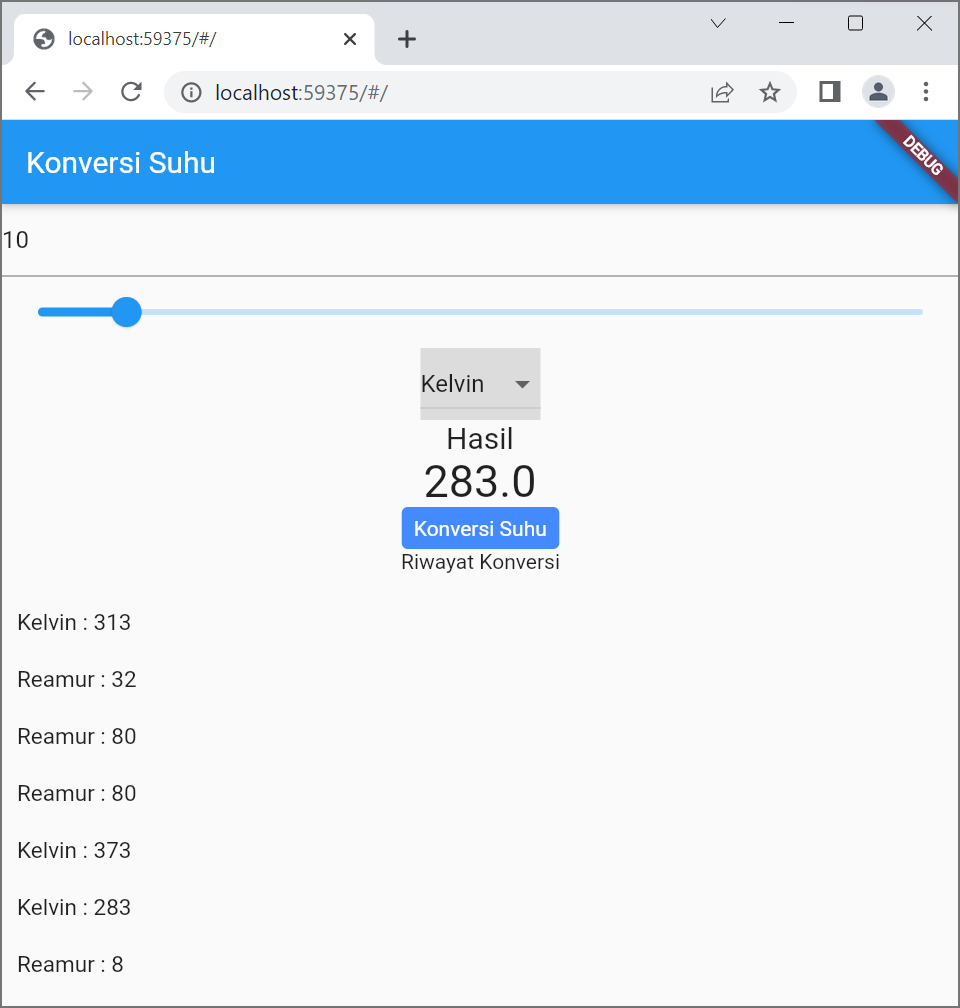 localhost:59375/#/
localhost:59375/#/
Konversi Suhu
DEBUG
10
Kelvin
Hasil
283.0
Konversi Suhu
Riwayat Konversi
Kelvin : 313
Reamur : 32
Reamur : 80
Reamur : 80
Kelvin : 373
Kelvin : 283
Reamur : 8